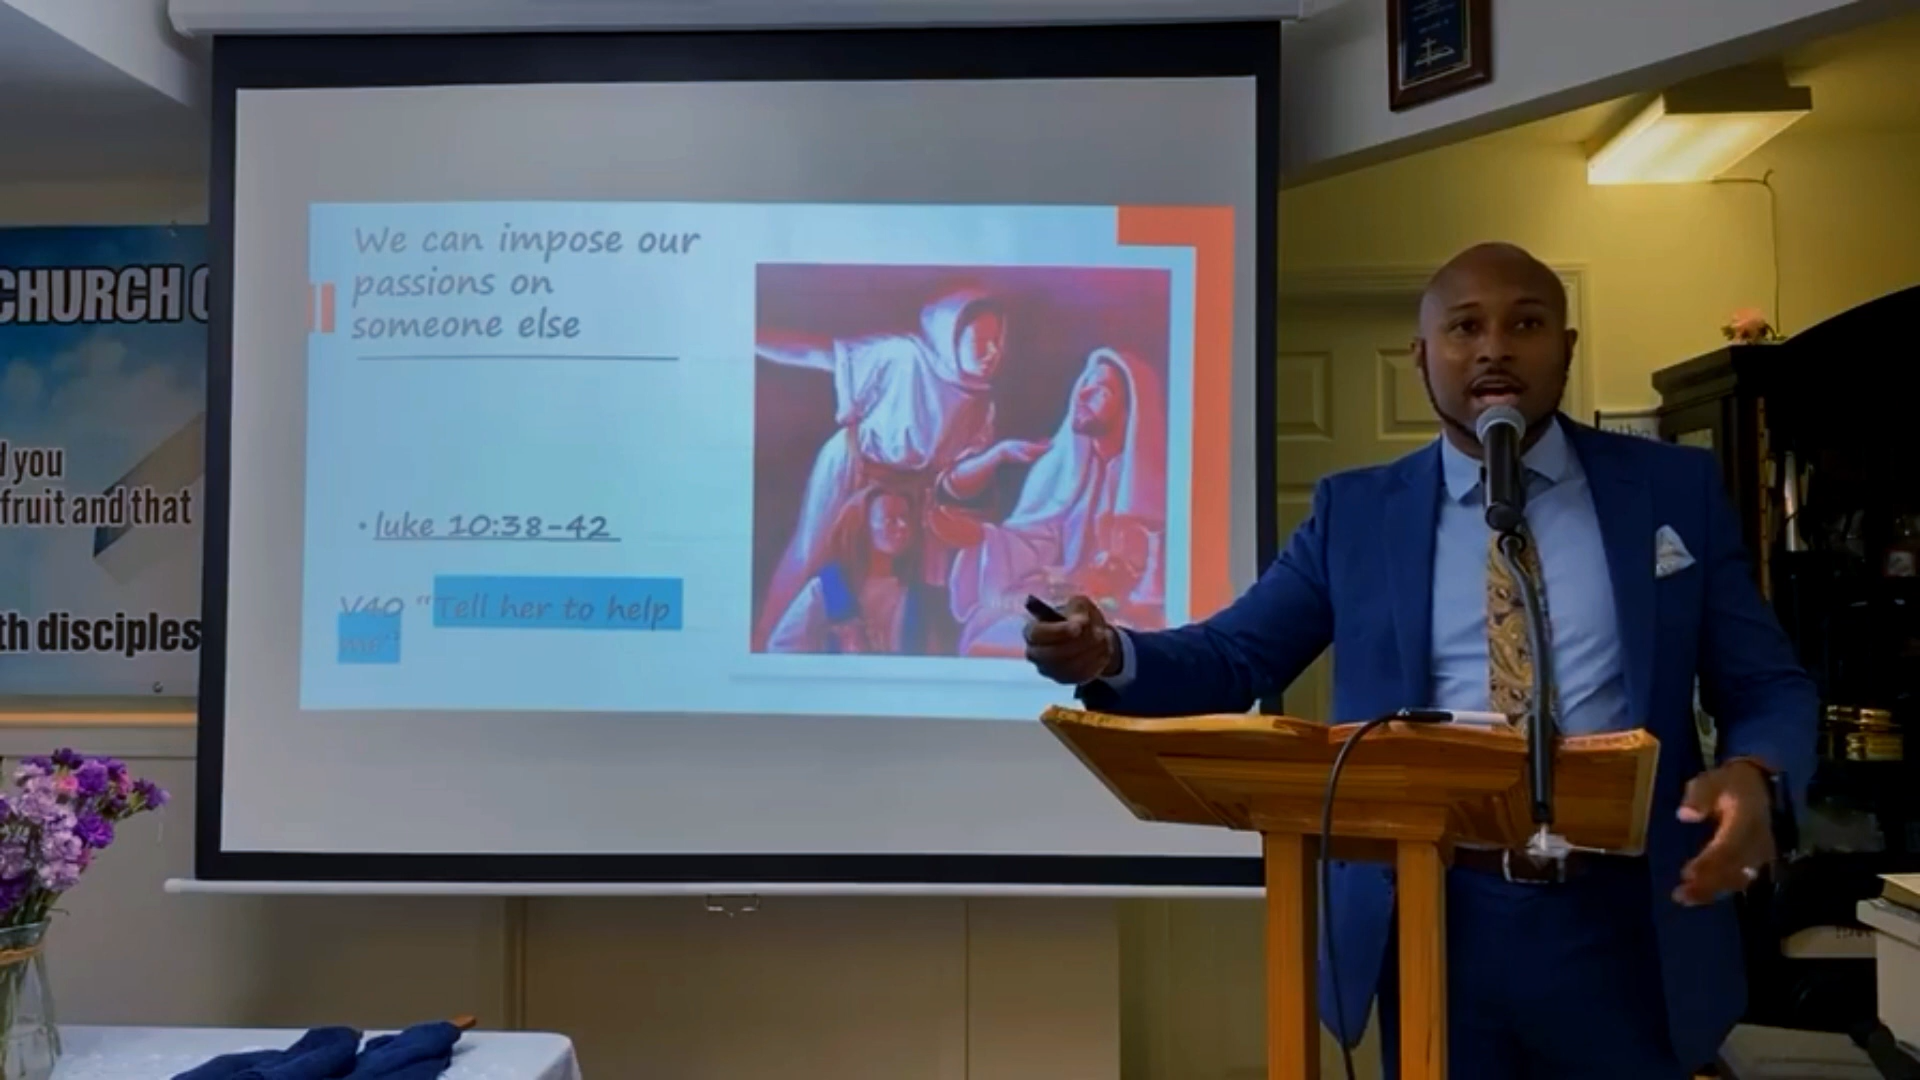 We can impose our
passions on
someone else
• luke 10:38-42
V40 "Tell her to help
me"
CHURCH
d you
fruit and that
th disciples